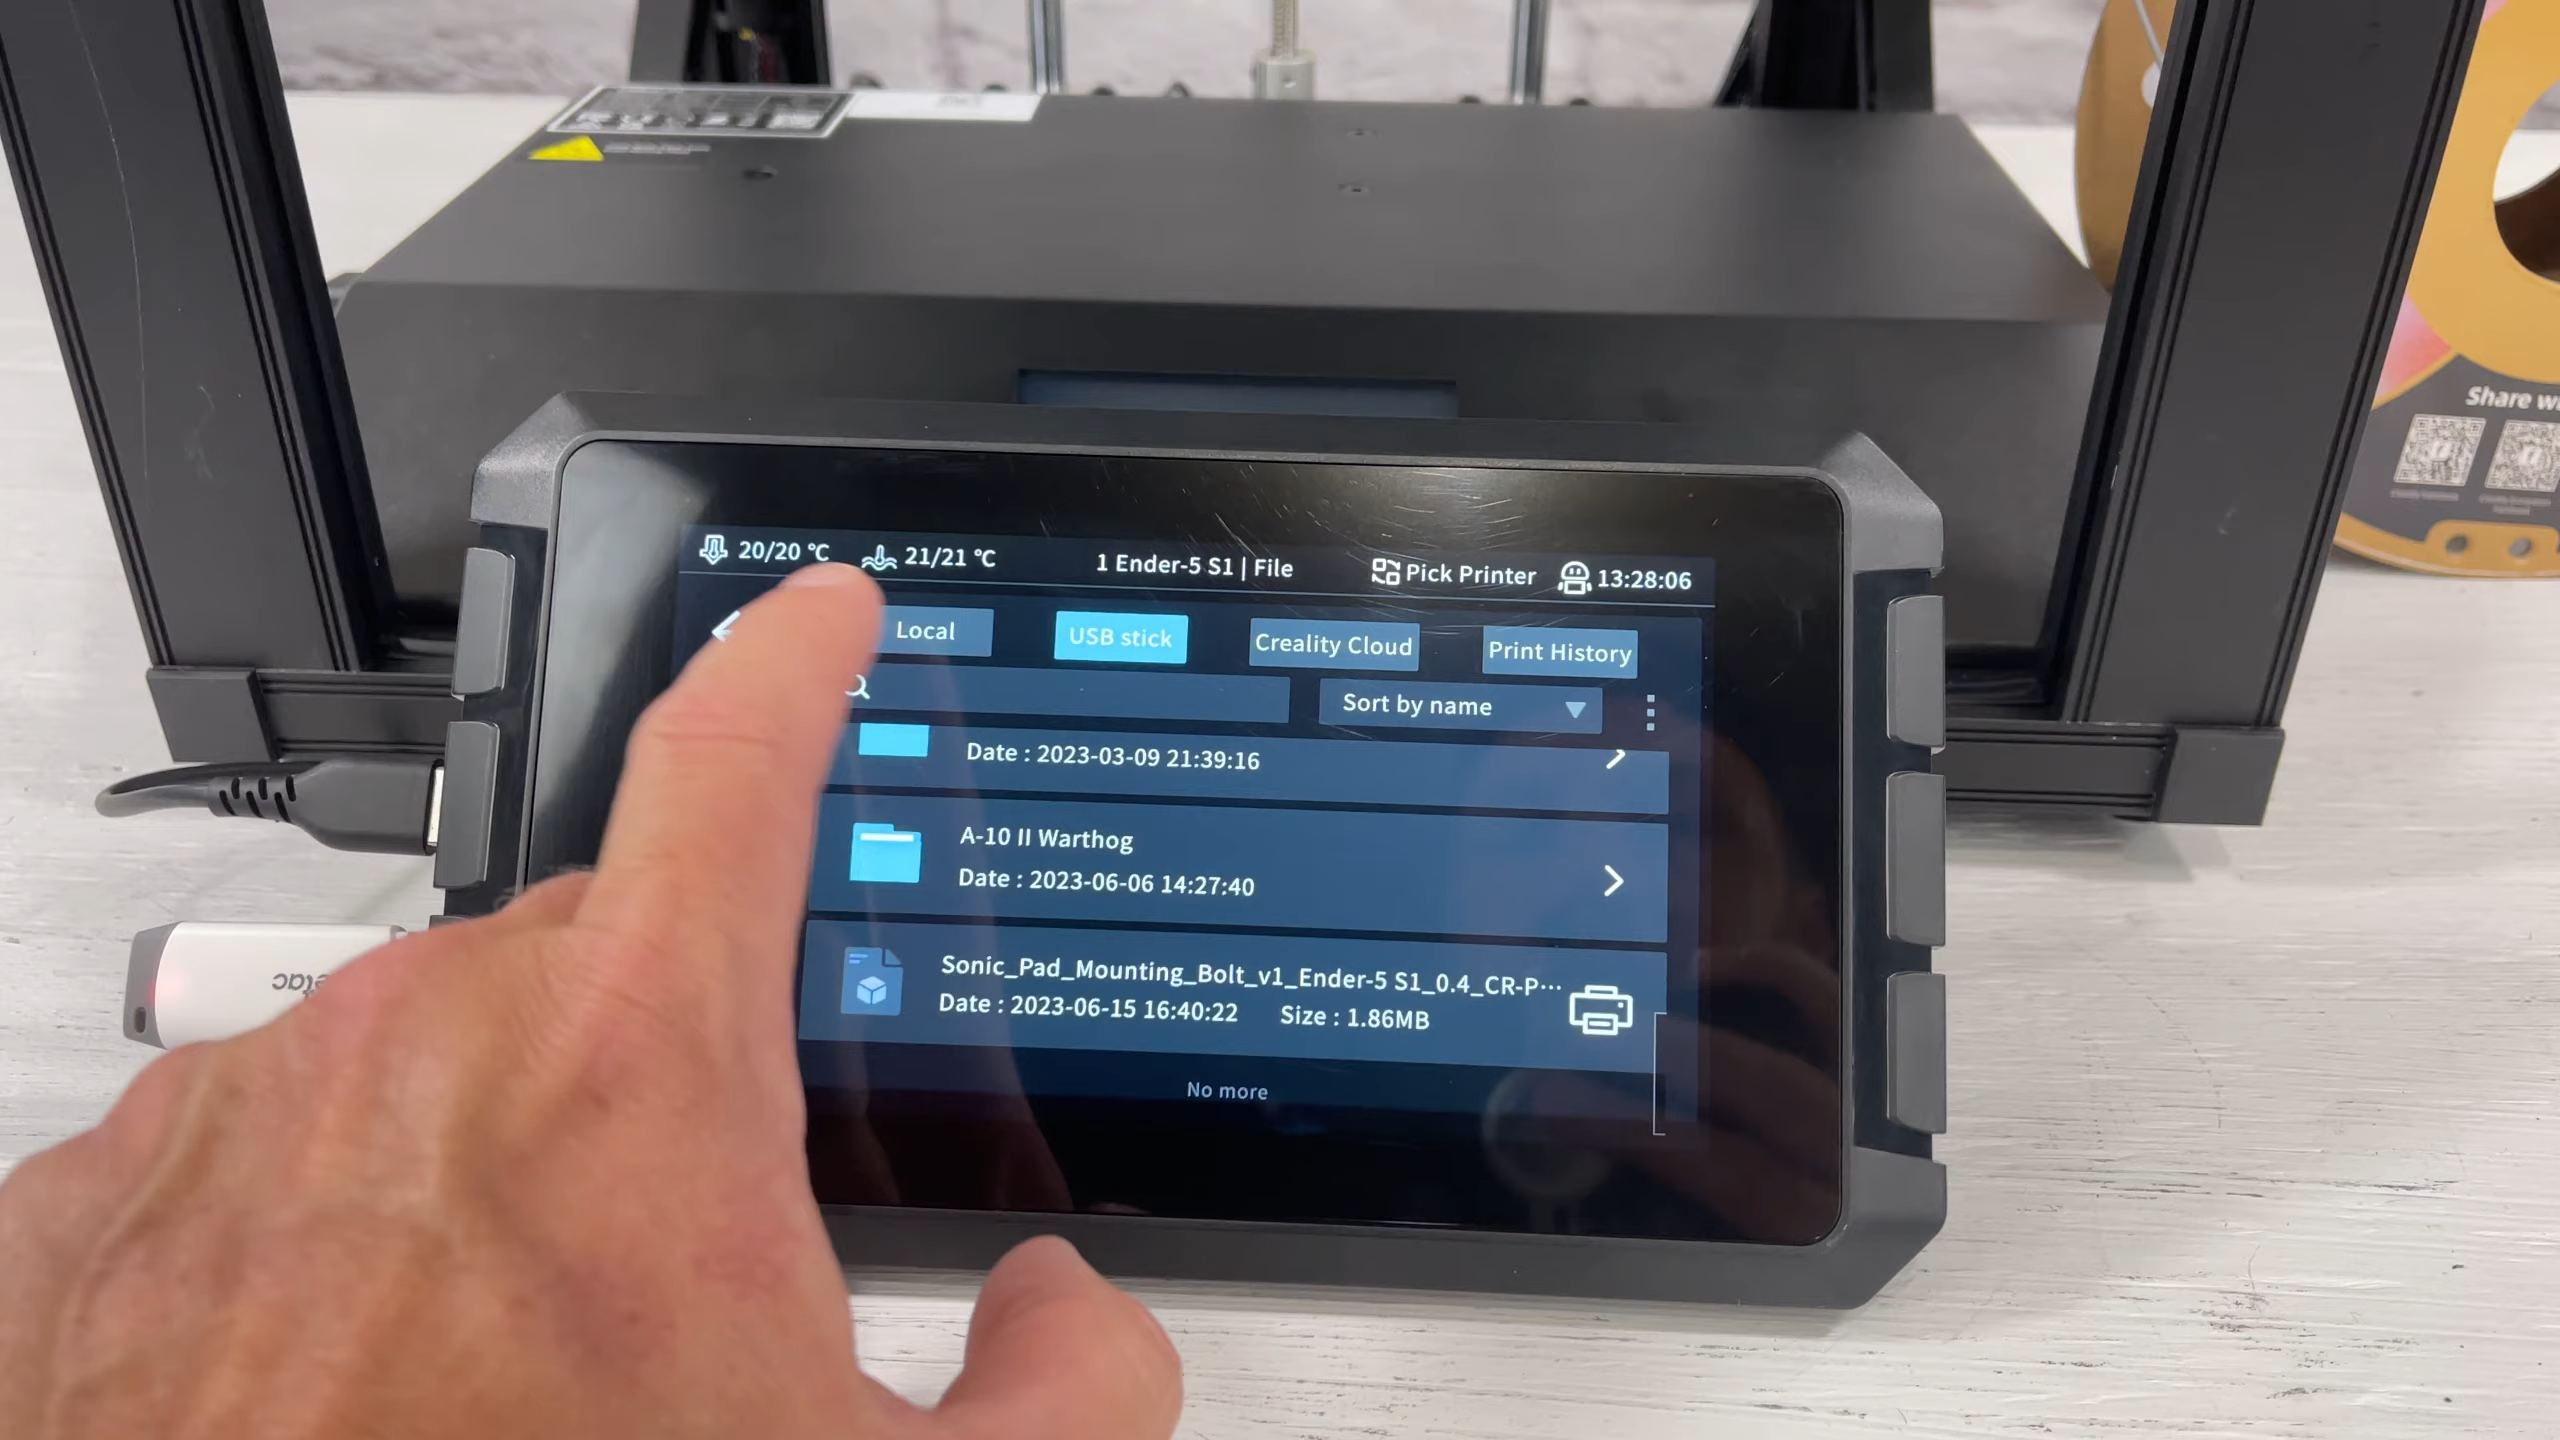 Share wi
20/20 ℃ 21/21 ℃ 1 Ender-5 S1 | File Pick Printer 13:28:06
Local USB stick Creality Cloud Print History
Sort by name
Date : 2023-03-09 21:39:16
A-10 II Warthog
Date : 2023-06-06 14:27:40
Sonic_Pad_Mounting_Bolt_v1_Ender-5 S1_0.4_CR-P···
Date : 2023-06-15 16:40:22 Size : 1.86MB
No more
etac